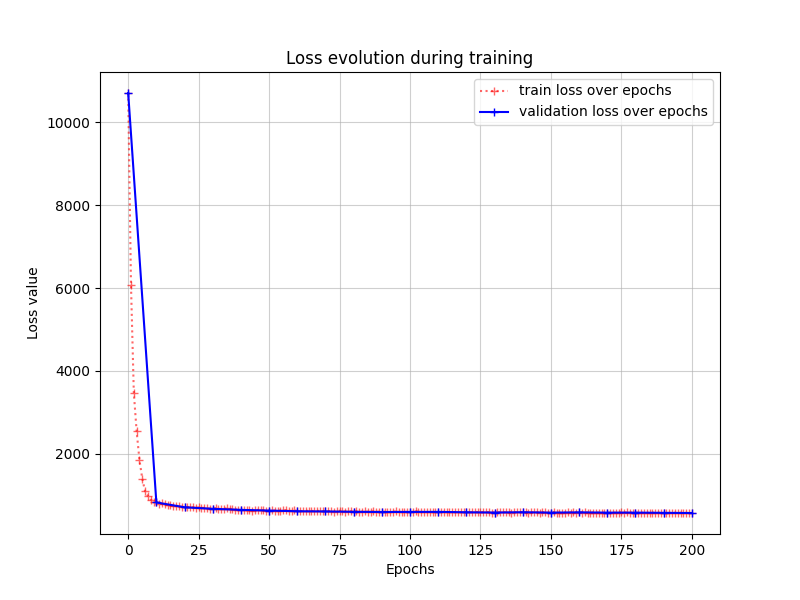 Loss evolution during training
train loss over epochs
validation loss over epochs
Loss value
10000
8000
6000
4000
2000
0 25 50 75 100 125 150 175 200
Epochs